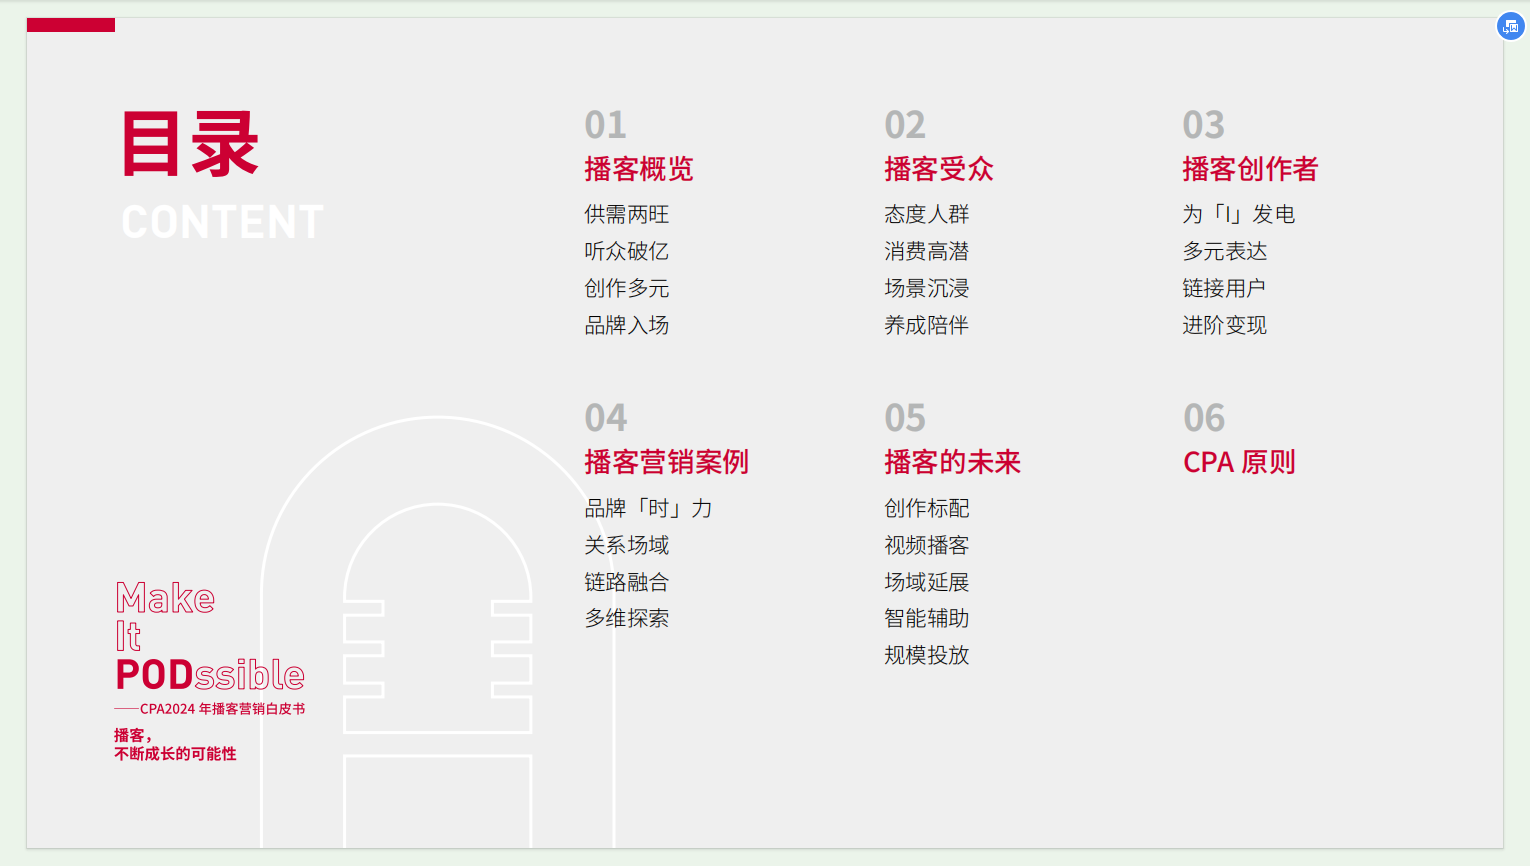 目录
CONTENT
01
播客概览
供需两旺
听众破亿
创作多元
品牌入场
02
播客受众
态度人群
消费高潜
场景沉浸
养成陪伴
03
播客创作者
为「I」发电
多元表达
链接用户
进阶变现
04
播客营销案例
品牌「时」力
关系场域
链路融合
多维探索
05
播客的未来
创作标配
视频播客
场域延展
智能辅助
规模投放
06
CPA 原则
Make
It
PODssible
——CPA2024 年播客营销白皮书
播客，
不断成长的可能性